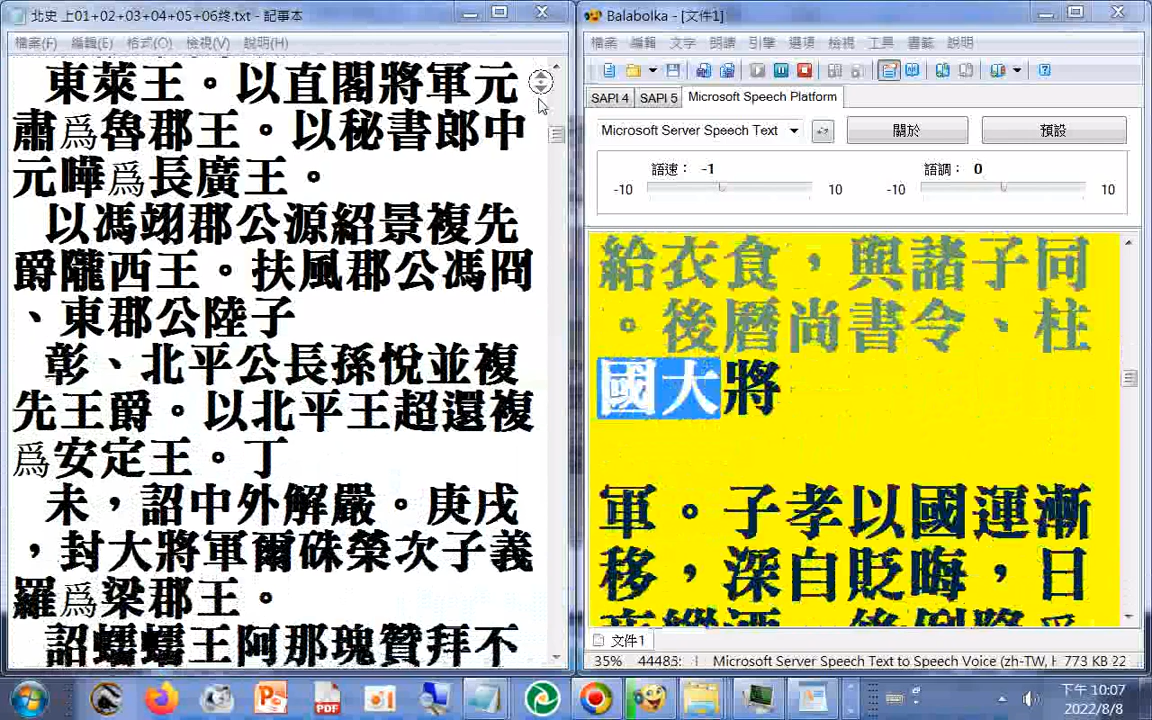 北史 上01+02+03+04+05+06终.txt - 記事本
檔案(F) 編輯(E) 格式(O) 檢視(V) 說明(H)
東萊王。以直閣將軍元
肅爲魯郡王。以秘書郎中
元曄爲長廣王。
以馮翊郡公源紹景複先
爵隴西王。扶風郡公馮冏
、東郡公陸子
彰、北平公長孫悅並複
先王爵。以北平王超還複
爲安定王。丁
未，詔中外解嚴。庚戌
，封大將軍爾硃榮次子義
羅爲梁郡王。
詔蠕蠕王阿那瑰贊拜不
Balabolka - [文件1]
檔案 編輯 文字 朗讀 引擎 選項 檢視 工具 書籤 說明
SAPI 4 SAPI 5 Microsoft Speech Platform
Microsoft Server Speech Text 關於 預設
語速： -1 語調： 0
-10 10 -10 10
給衣食，與諸子同
。後曆尚書令、柱
國大將
軍。子孝以國運漸
移，深自貶晦，日
文件1
35% Microsoft Server Speech Text to Speech Voice (zh-TW, H 773 KB 22
下午 10:07
2022/8/8